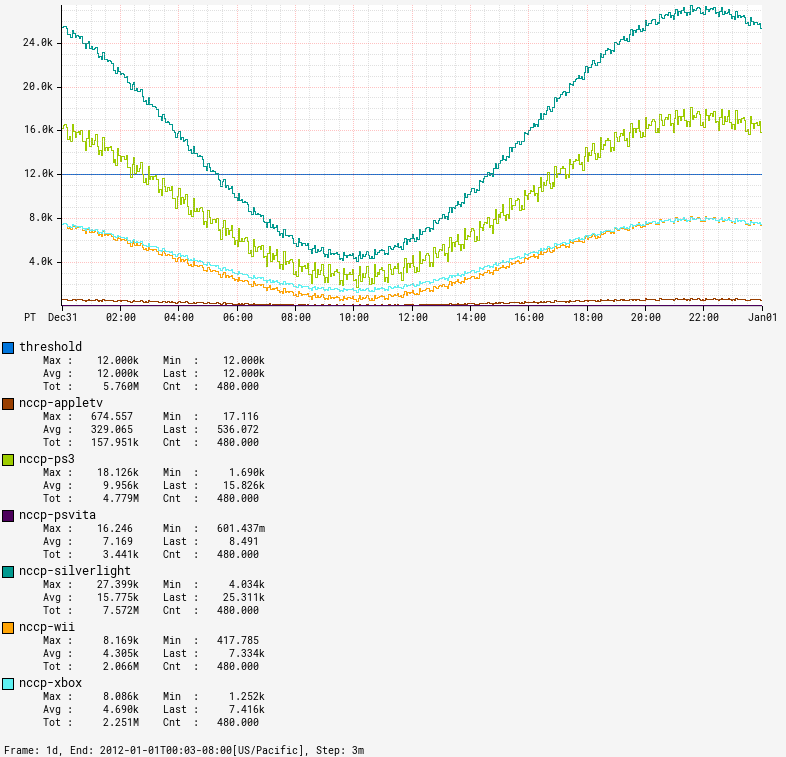 24.0k
20.0k
16.0k
12.0k
8.0k
4.0k
PT Dec31 02:00 04:00 06:00 08:00 10:00 12:00 14:00 16:00 18:00 20:00 22:00 Jan01
threshold
Max : 12.000k Min : 12.000k
Avg : 12.000k Last : 12.000k
Tot : 5.760M Cnt : 480.000
nccp-appletv
Max : 674.557 Min : 17.116
Avg : 329.065 Last : 536.072
Tot : 157.951k Cnt : 480.000
nccp-ps3
Max : 18.126k Min : 1.690k
Avg : 9.956k Last : 15.826k
Tot : 4.779M Cnt : 480.000
nccp-psvita
Max : 16.246 Min : 601.437m
Avg : 7.169 Last : 8.491
Tot : 3.441k Cnt : 480.000
nccp-silverlight
Max : 27.399k Min : 4.034k
Avg : 15.775k Last : 25.311k
Tot : 7.572M Cnt : 480.000
nccp-wii
Max : 8.169k Min : 417.785
Avg : 4.305k Last : 7.334k
Tot : 2.066M Cnt : 480.000
nccp-xbox
Max : 8.086k Min : 1.252k
Avg : 4.690k Last : 7.416k
Tot : 2.251M Cnt : 480.000
Frame: 1d, End: 2012-01-01T00:03-08:00[US/Pacific], Step: 3m